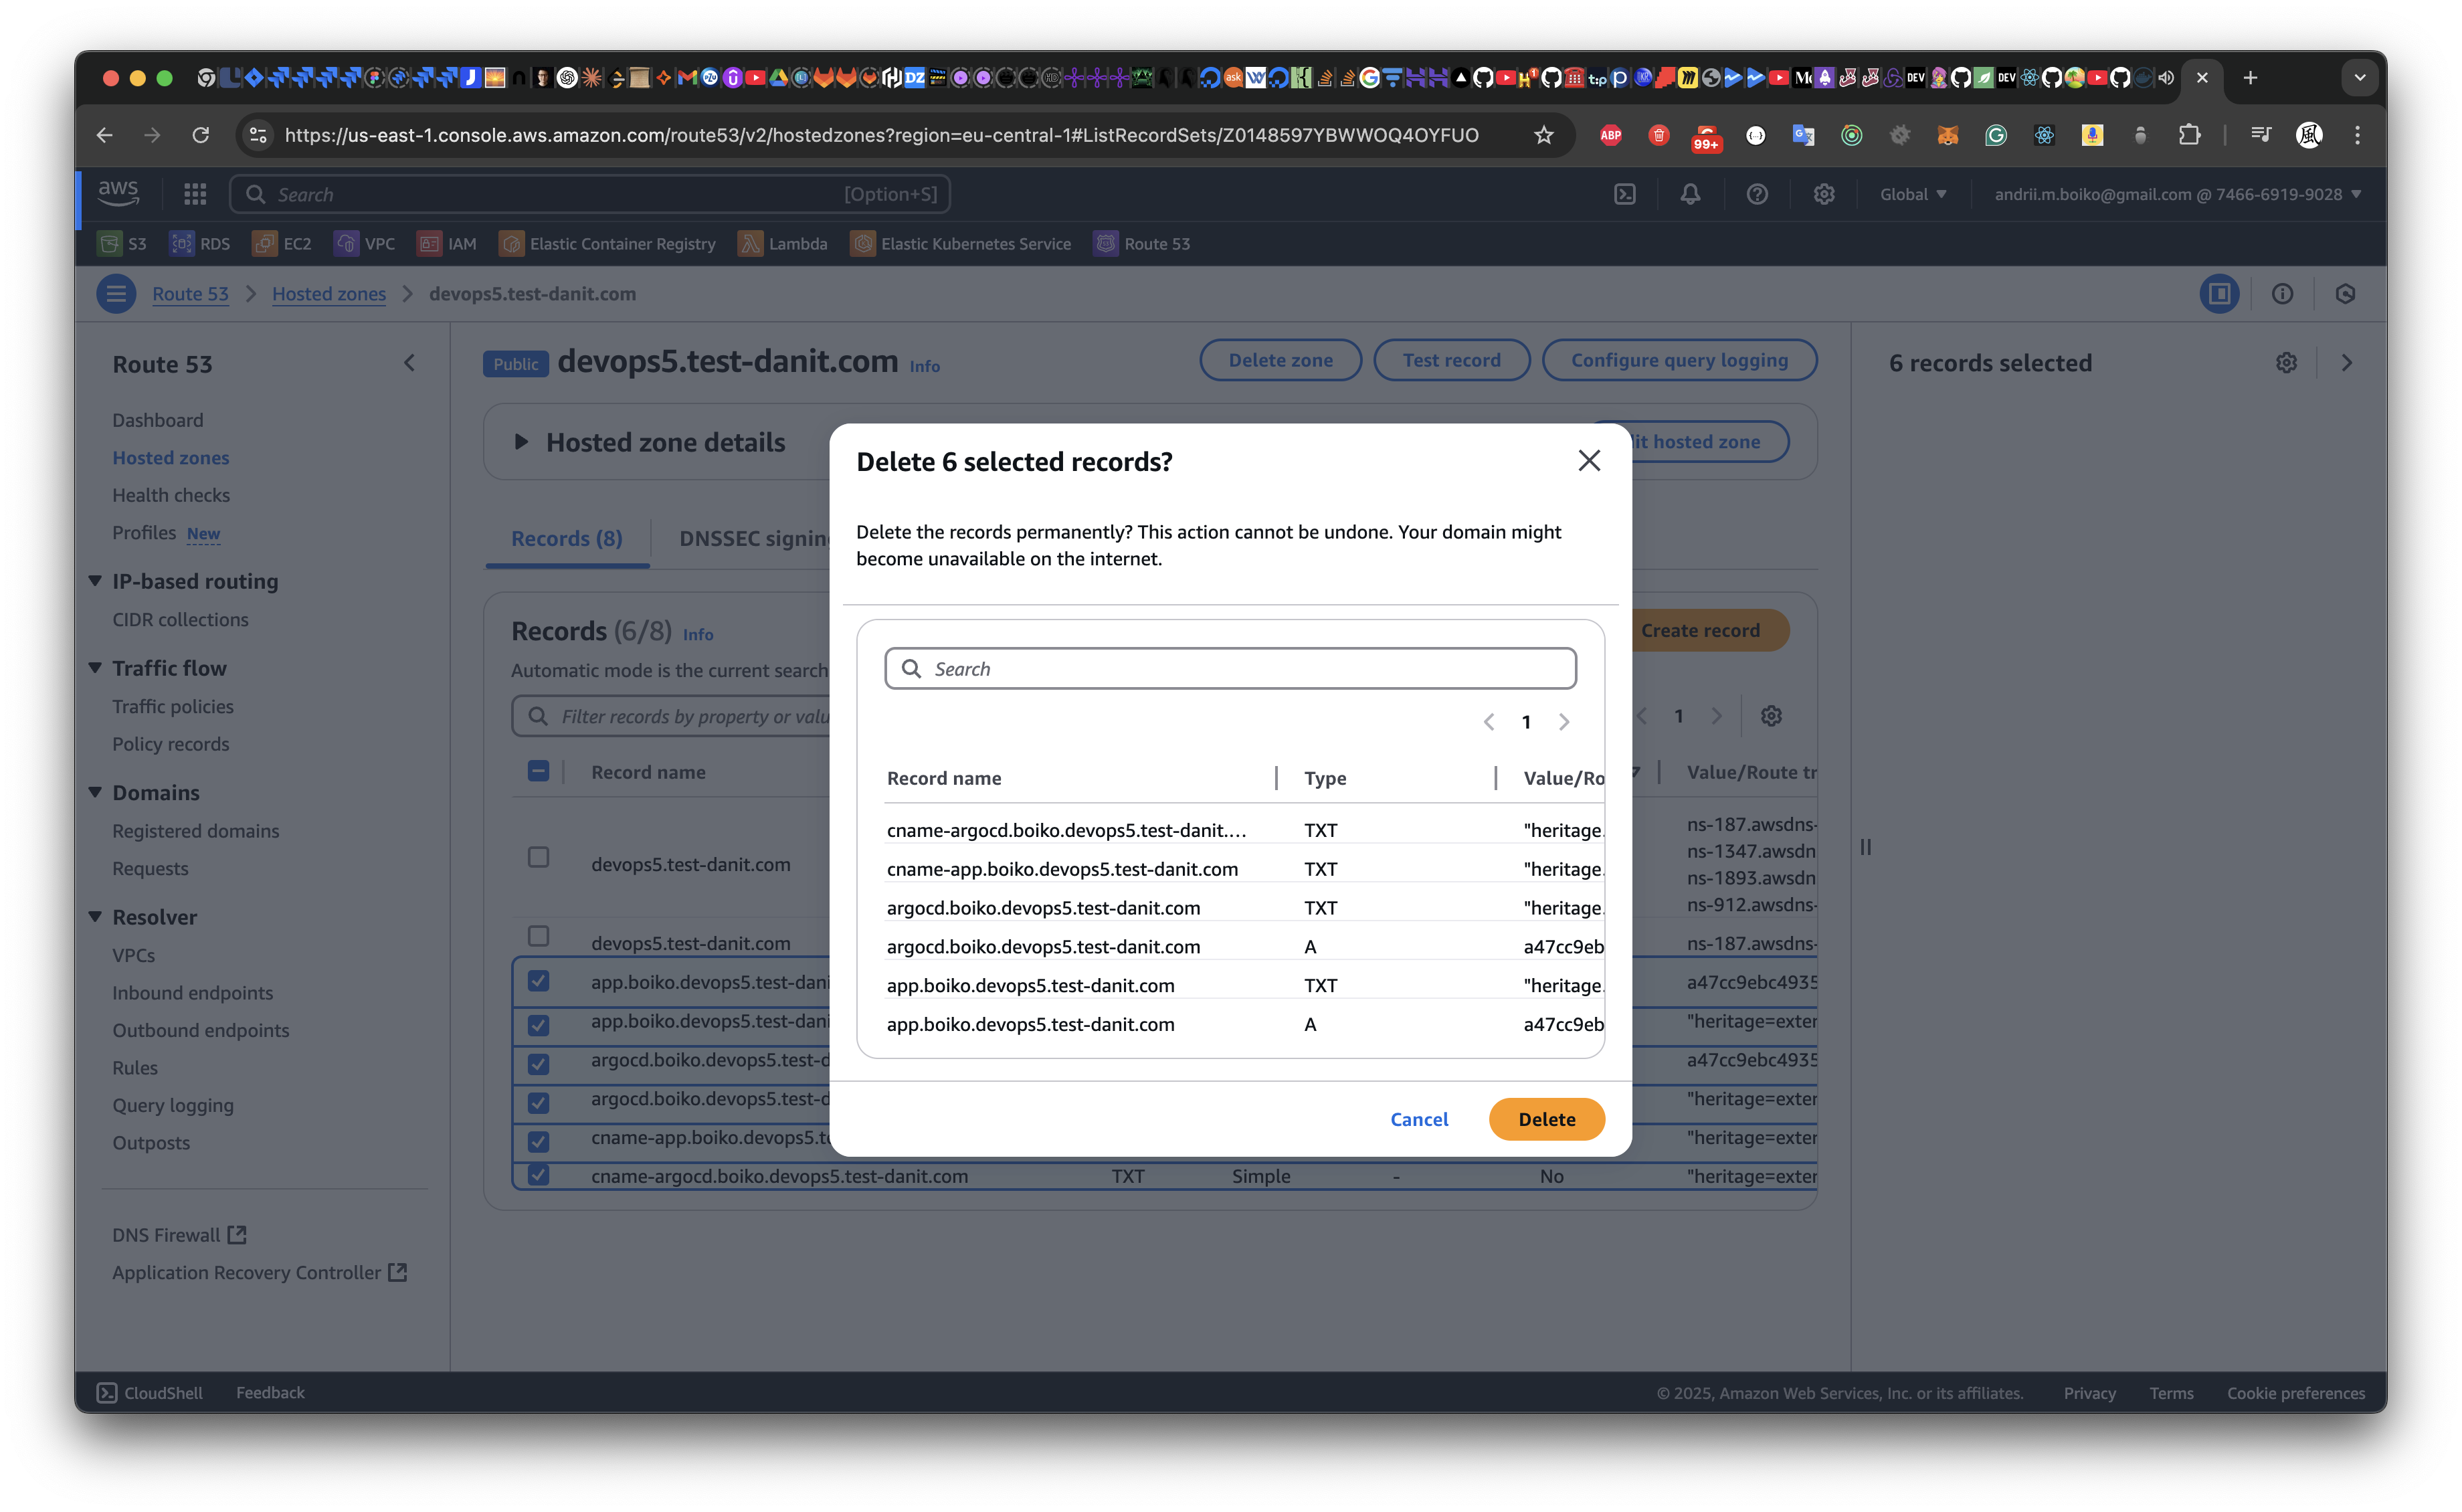 https://us-east-1.console.aws.amazon.com/route53/v2/hostedzones?region=eu-central-1#ListRecordSets/Z0148597YBWWOQ4OYFUO
ABP
99+
aws
Search
[Option+S]
Global
andrii.m.boiko@gmail.com @ 7466-6919-9028
S3
RDS
EC2
VPC
IAM
Elastic Container Registry
Lambda
Elastic Kubernetes Service
Route 53
Route 53
Hosted zones
devops5.test-danit.com
Route 53
Dashboard
Hosted zones
Health checks
Profiles New
IP-based routing
CIDR collections
Traffic flow
Traffic policies
Policy records
Domains
Registered domains
Requests
Resolver
VPCs
Inbound endpoints
Outbound endpoints
Rules
Query logging
Outposts
DNS Firewall
Application Recovery Controller
Public devops5.test-danit.com Info
Delete zone
Test record
Configure query logging
Hosted zone details
it hosted zone
Records (8)
DNSSEC signing
Records (6/8) Info
Create record
Automatic mode is the current search
Filter records by property or valu
1
Record name
Value/Route tr
devops5.test-danit.com
ns-187.awsdns-
ns-1347.awsdn
ns-1893.awsdn
ns-912.awsdns-
devops5.test-danit.com
ns-187.awsdns-
app.boiko.devops5.test-dani
a47cc9ebc4935
app.boiko.devops5.test-dani
"heritage=exter
argocd.boiko.devops5.test-d
a47cc9ebc4935
argocd.boiko.devops5.test-d
"heritage=exter
cname-app.boiko.devops5.te
"heritage=exter
cname-argocd.boiko.devops5.test-danit.com
TXT
Simple
-
No
"heritage=exter
6 records selected
Delete 6 selected records?
Delete the records permanently? This action cannot be undone. Your domain might
become unavailable on the internet.
Search
1
Record name
Type
Value/Ro
cname-argocd.boiko.devops5.test-danit....
TXT
"heritage.
cname-app.boiko.devops5.test-danit.com
TXT
"heritage.
argocd.boiko.devops5.test-danit.com
TXT
"heritage.
argocd.boiko.devops5.test-danit.com
A
a47cc9eb
app.boiko.devops5.test-danit.com
TXT
"heritage.
app.boiko.devops5.test-danit.com
A
a47cc9eb
Cancel
Delete
CloudShell
Feedback
© 2025, Amazon Web Services, Inc. or its affiliates.
Privacy
Terms
Cookie preferences